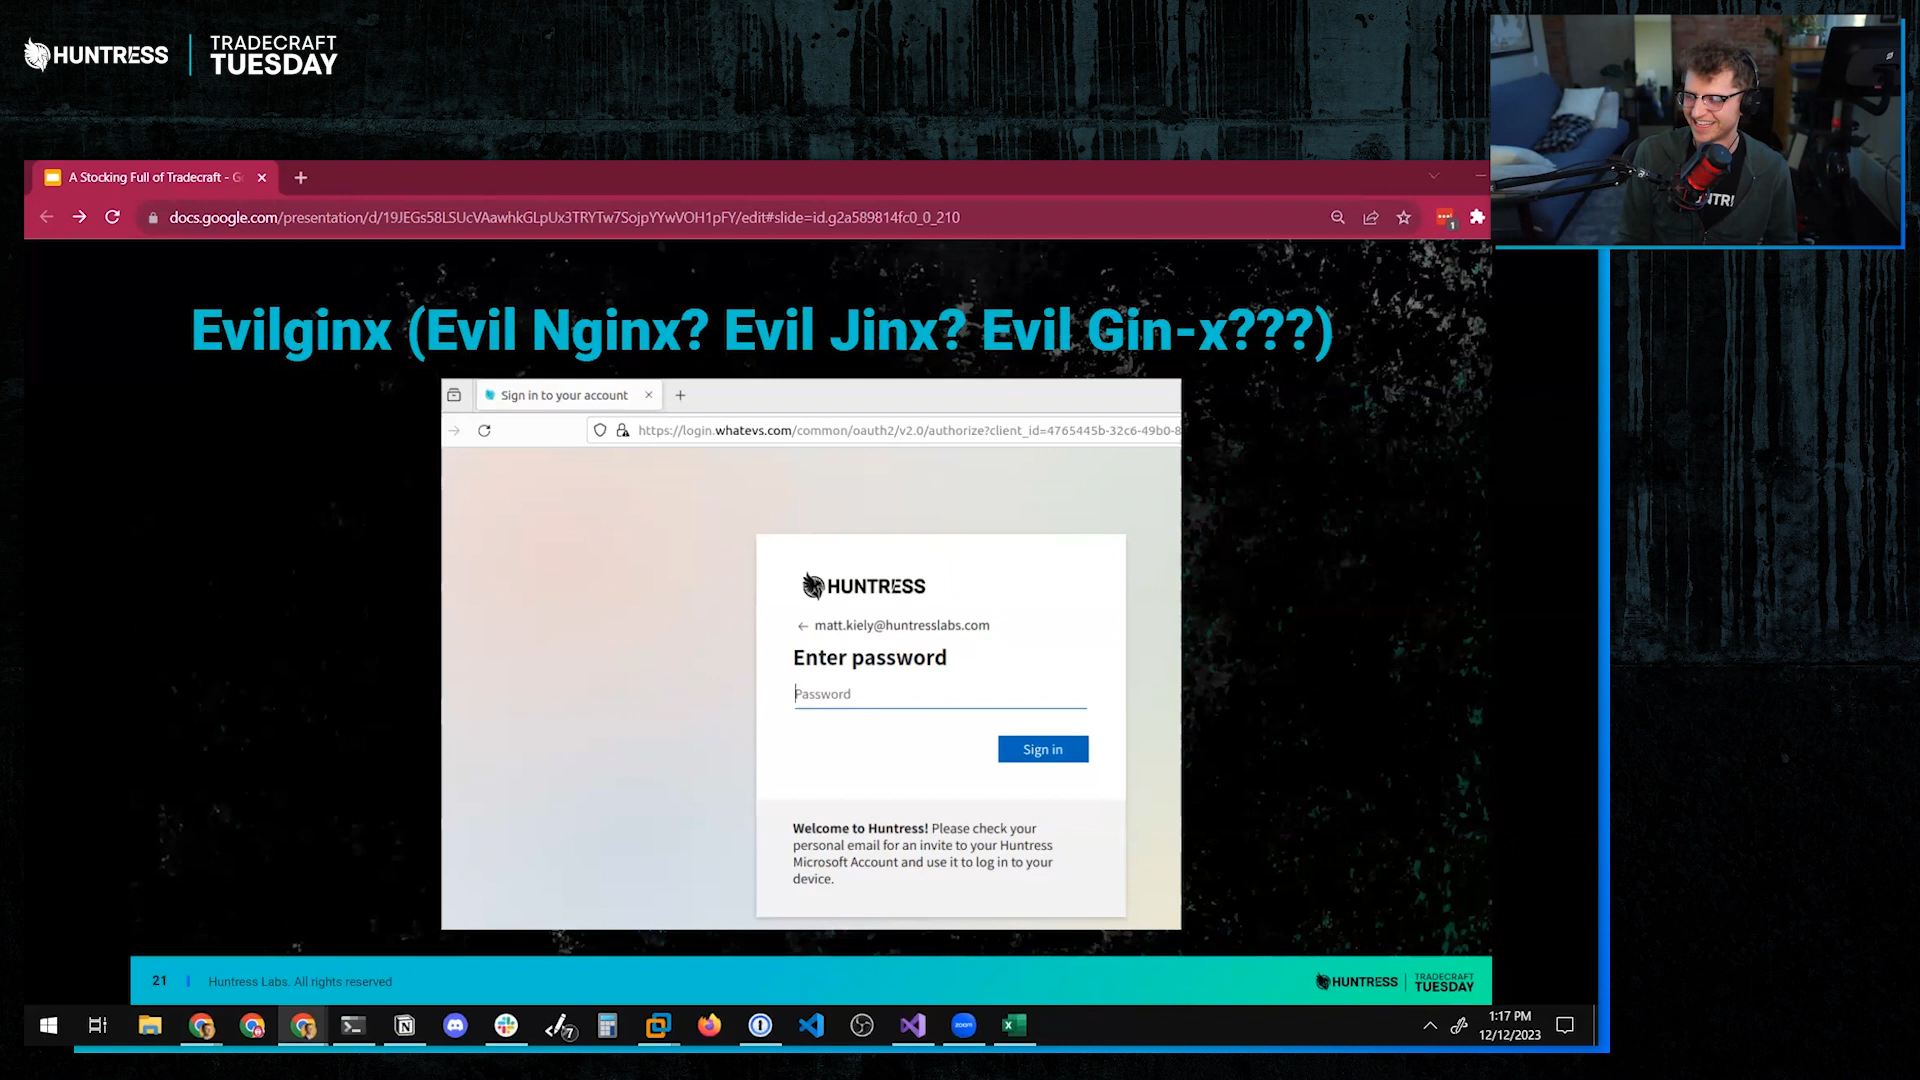 HUNTRESS
TRADECRAFT
TUESDAY
A Stocking Full of Tradecraft - G
docs.google.com/presentation/d/19JEGs58LSUcVAawhkGLpUx3TRYTw7SojpYYwVOH1pFY/edit#slide=id.g2a589814fc0_0_210
1
NTR
Evilginx (Evil Nginx? Evil Jinx? Evil Gin-x???)
Sign in to your account
https://login.whatevs.com/common/oauth2/v2.0/authorize?client_id=4765445b-32c6-49b0-8
HUNTRESS
matt.kiely@huntresslabs.com
Enter password
Password
Sign in
Welcome to Huntress! Please check your
personal email for an invite to your Huntress
Microsoft Account and use it to log in to your
device.
21
Huntress Labs. All rights reserved
HUNTRESS
TRADECRAFT
TUESDAY
7
zoom
1:17 PM
12/12/2023